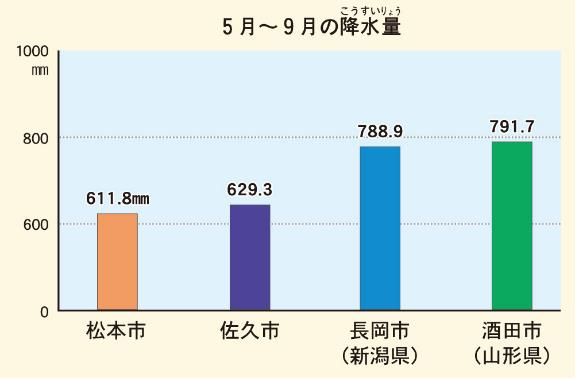 こうすいりょう
5月〜9月の降水量
1000
mm
800
600
0
611.8mm
629.3
788.9
791.7
松本市
佐久市
長岡市
（新潟県）
酒田市
（山形県）